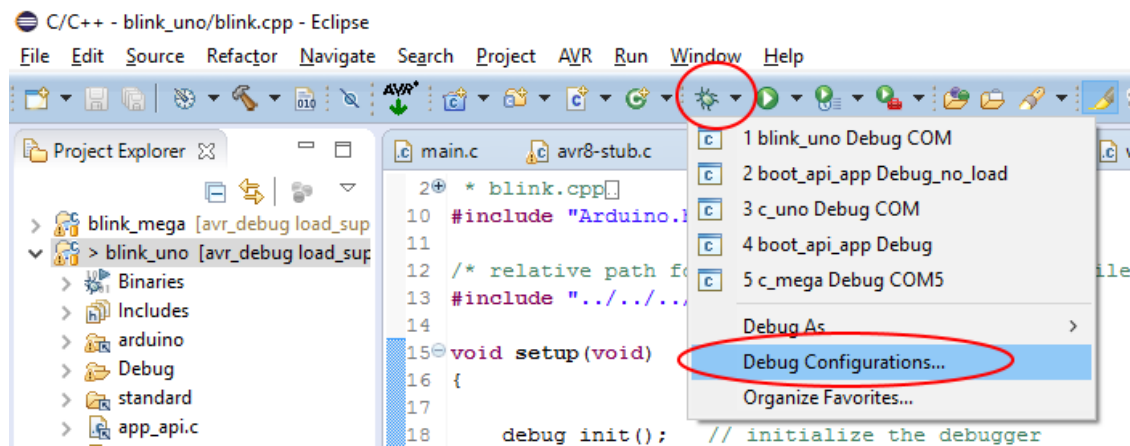 C/C++ - blink_uno/blink.cpp - Eclipse
File Edit Source Refactor Navigate Search Project AVR Run Window Help
010 AVR
Project Explorer
main.c avr8-stub.c
1 blink_uno Debug COM
2 boot_api_app Debug_no_load
3 c_uno Debug COM
4 boot_api_app Debug
5 c_mega Debug COM5
Debug As
Debug Configurations...
Organize Favorites...
blink_mega [avr_debug load_sup
> blink_uno [avr_debug load_sup
Binaries
Includes
arduino
Debug
standard
app_api.c
2 * blink.cpp
10 #include "Arduino.
11
12 /* relative path fo
13 #include "../../../
14
15 void setup(void)
16 {
17
18 debug_init(); // initialize the debugger